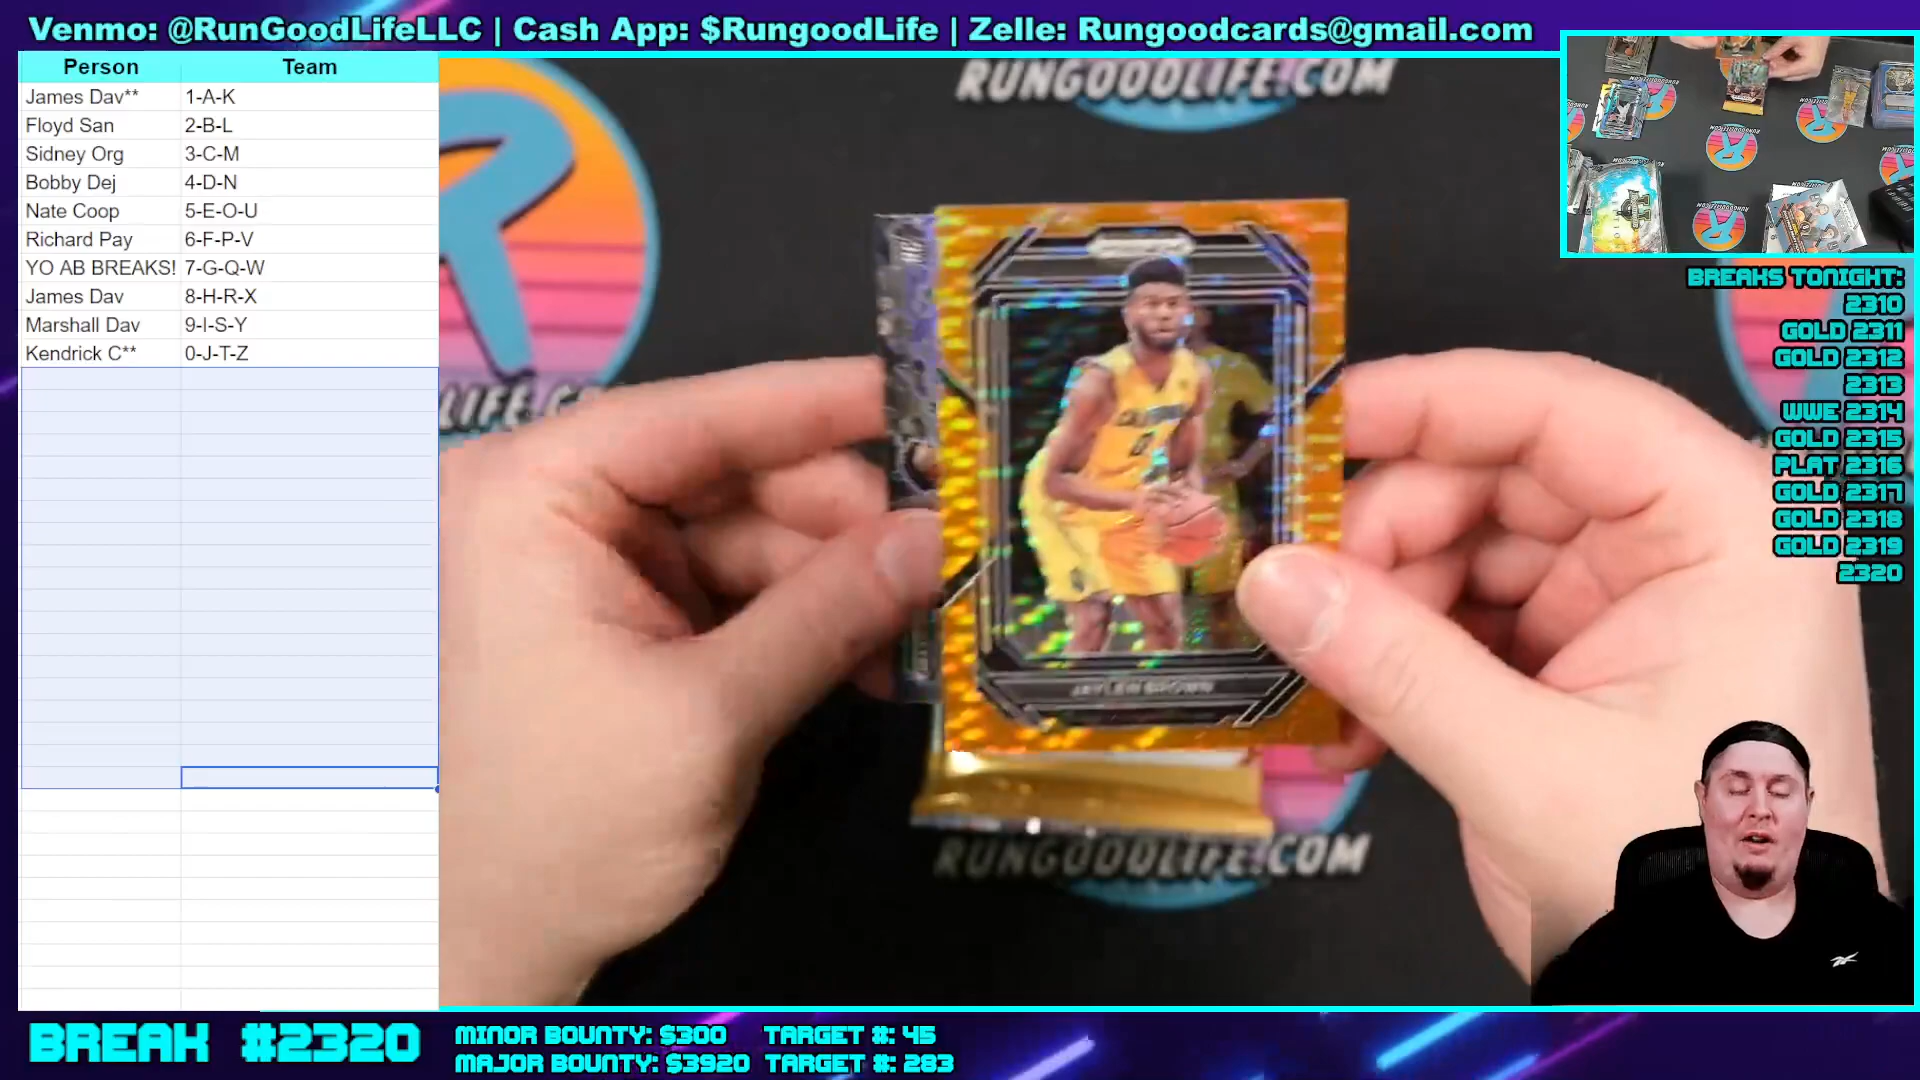 Venmo: @RunGoodLifeLLC | Cash App: $RungoodLife | Zelle: Rungoodcards@gmail.com
Person Team
James Dav** 1-A-K
Floyd San 2-B-L
Sidney Org 3-C-M
Bobby Dej 4-D-N
Nate Coop 5-E-O-U
Richard Pay 6-F-P-V
YO AB BREAKS! 7-G-Q-W
James Dav 8-H-R-X
Marshall Dav 9-I-S-Y
Kendrick C** 0-J-T-Z
RUNGOODLIFE!.COM
JAYLEN BROWN
RUNGOODLIFE!.COM
BREAKS TONIGHT:
2310
GOLD 2311
GOLD 2312
2313
WWE 2314
GOLD 2315
PLAT 2316
GOLD 2317
GOLD 2318
GOLD 2319
2320
BREAK #2320
MINOR BOUNTY: $300 TARGET #: 45
MAJOR BOUNTY: $3920 TARGET #: 283